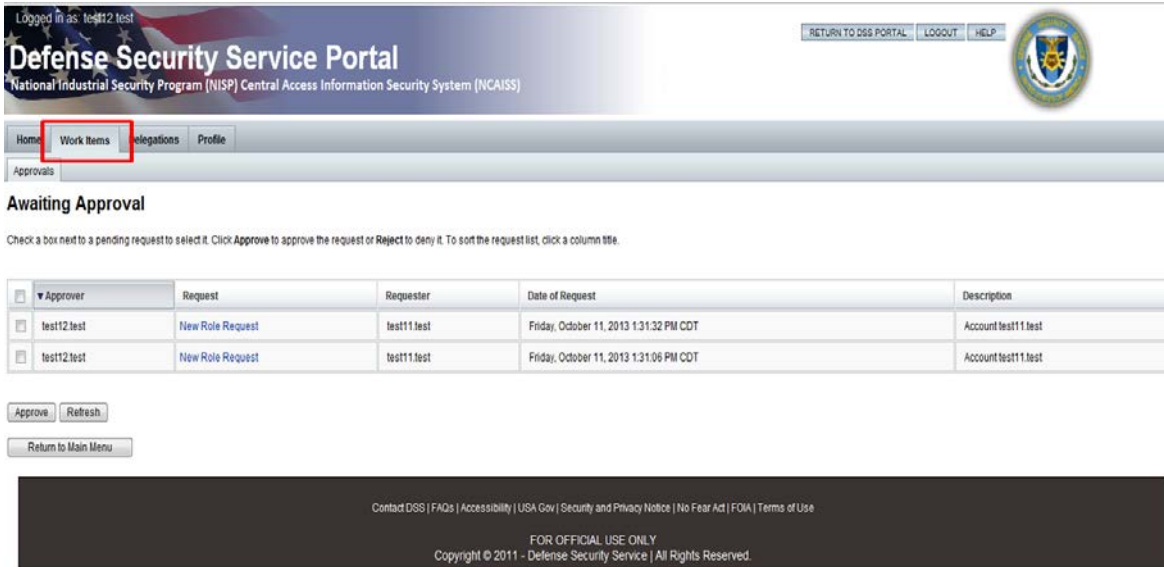 Logged in as: test12.test
RETURN TO DSS PORTAL LOGOUT HELP
Defense Security Service Portal
National Industrial Security Program (NISP) Central Access Information Security System (NCAISS)
Home Work Items Delegations Profile
Approvals
Awaiting Approval
Check a box next to a pending request to select it. Click Approve to approve the request or Reject to deny it. To sort the request list, click a column title.
▼ Approver Request Requester Date of Request Description
test12.test New Role Request test11.test Friday, October 11, 2013 1:31:32 PM CDT Account test11.test
test12.test New Role Request test11.test Friday, October 11, 2013 1:31:06 PM CDT Account test11.test
Approve Refresh
Return to Main Menu
Contact DSS | FAQs | Accessibility | USA Gov | Security and Privacy Notice | No Fear Act | FOIA | Terms of Use
FOR OFFICIAL USE ONLY
Copyright © 2011 - Defense Security Service | All Rights Reserved.